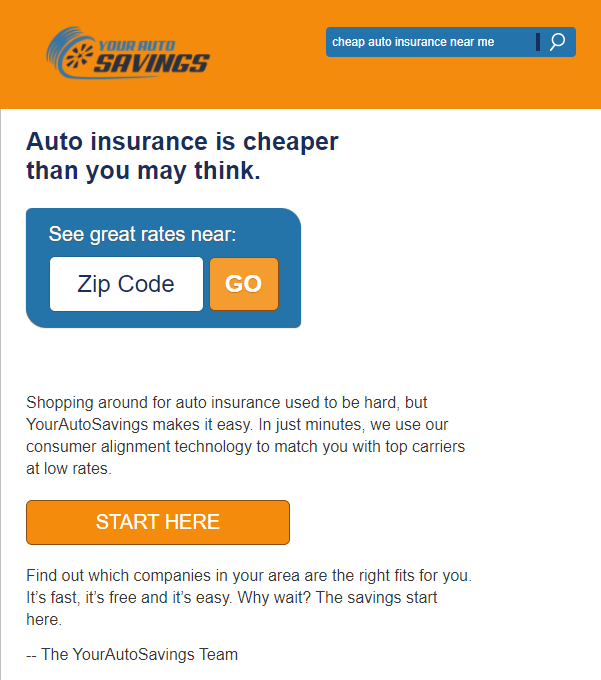 YOUR AUTO
SAVINGS
cheap auto insurance near me
Auto insurance is cheaper
than you may think.
See great rates near:
Zip Code
GO
Shopping around for auto insurance used to be hard, but
YourAutoSavings makes it easy. In just minutes, we use our
consumer alignment technology to match you with top carriers
at low rates.
START HERE
Find out which companies in your area are the right fits for you.
It’s fast, it’s free and it’s easy. Why wait? The savings start
here.
-- The YourAutoSavings Team